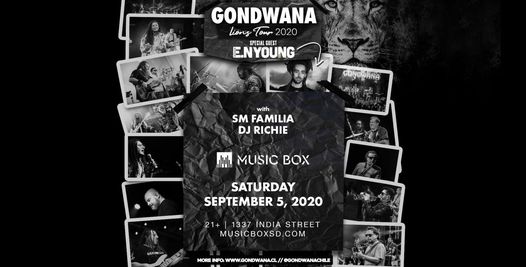 GONDWANA
Lions Tour 2020
SPECIAL GUEST
E.N YOUNG
GONDWANA
with
SM FAMILIA
DJ RICHIE
MUSIC BOX
SATURDAY
SEPTEMBER 5, 2020
21+ | 1337 INDIA STREET
MUSICBOXSD.COM
MORE INFO: WWW.GONDWANA.CL // @GONDWANACHILE